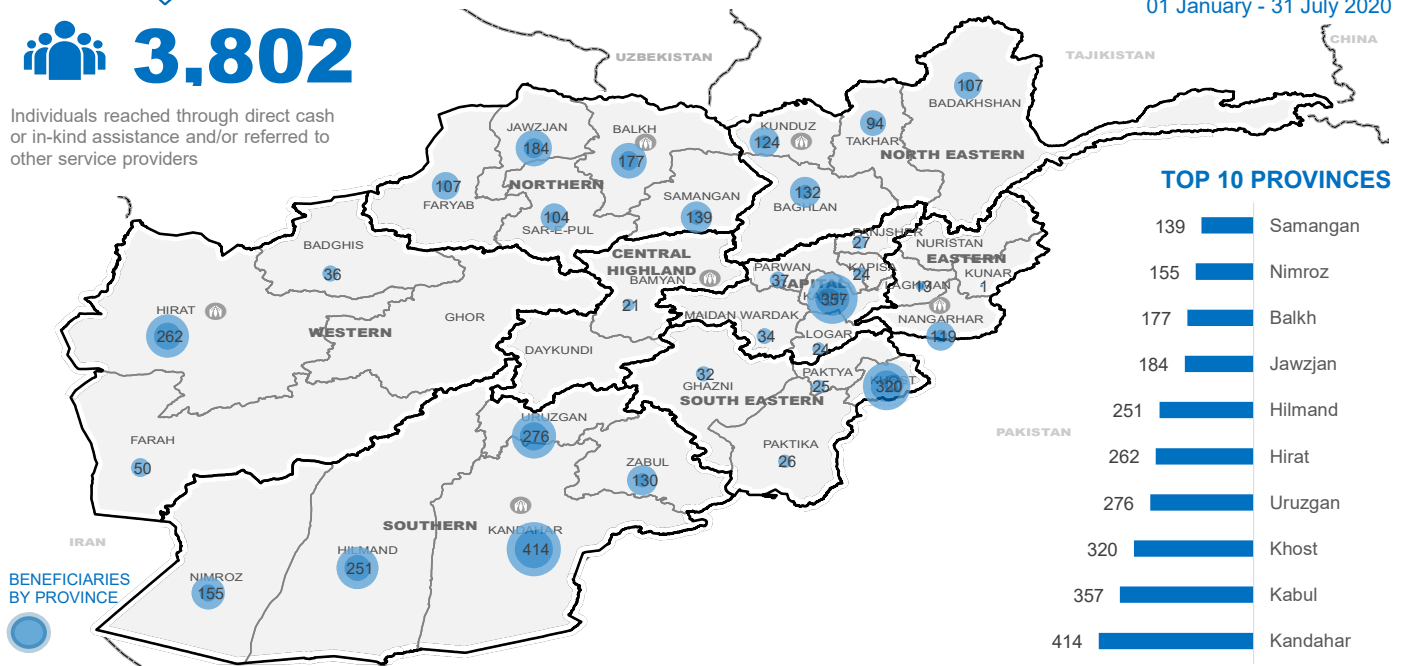 01 January - 31 July 2020
3,802
Individuals reached through direct cash
or in-kind assistance and/or referred to
other service providers
UZBEKISTAN
TAJIKISTAN
CHINA
107
BADAKHSHAN
94
TAKHAR
KUNDUZ
124
NORTH EASTERN
132
BAGHLAN
JAWZJAN
184
BALKH
177
107
FARYAB
NORTHERN
104
SAR-E-PUL
SAMANGAN
139
BADGHIS
36
HIRAT
262
WESTERN
GHOR
FARAH
50
CENTRAL
HIGHLAND
BAMYAN
21
DAYKUNDI
PANJSHER
27
PARWAN
37
KAPISA
24
CAPITAL
357
MAIDAN WARDAK
34
LOGAR
24
NURISTAN
EASTERN
KUNAR
1
LAGHMAN
13
NANGARHAR
119
32
GHAZNI
PAKTYA
25
320
SOUTH EASTERN
PAKTIKA
26
URUZGAN
276
ZABUL
130
SOUTHERN
KANDAHAR
414
HILMAND
251
NIMROZ
155
IRAN
PAKISTAN
BENEFICIARIES
BY PROVINCE
TOP 10 PROVINCES
139 Samangan
155 Nimroz
177 Balkh
184 Jawzjan
251 Hilmand
262 Hirat
276 Uruzgan
320 Khost
357 Kabul
414 Kandahar